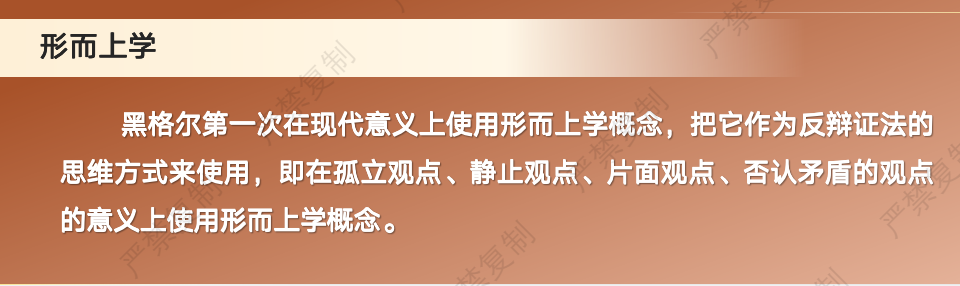 形而上学
黑格尔第一次在现代意义上使用形而上学概念，把它作为反辩证法的
思维方式来使用，即在孤立观点、静止观点、片面观点、否认矛盾的观点
的意义上使用形而上学概念。
严禁复制
严禁复制
严禁复制
严禁复制
严禁复制
严禁复制